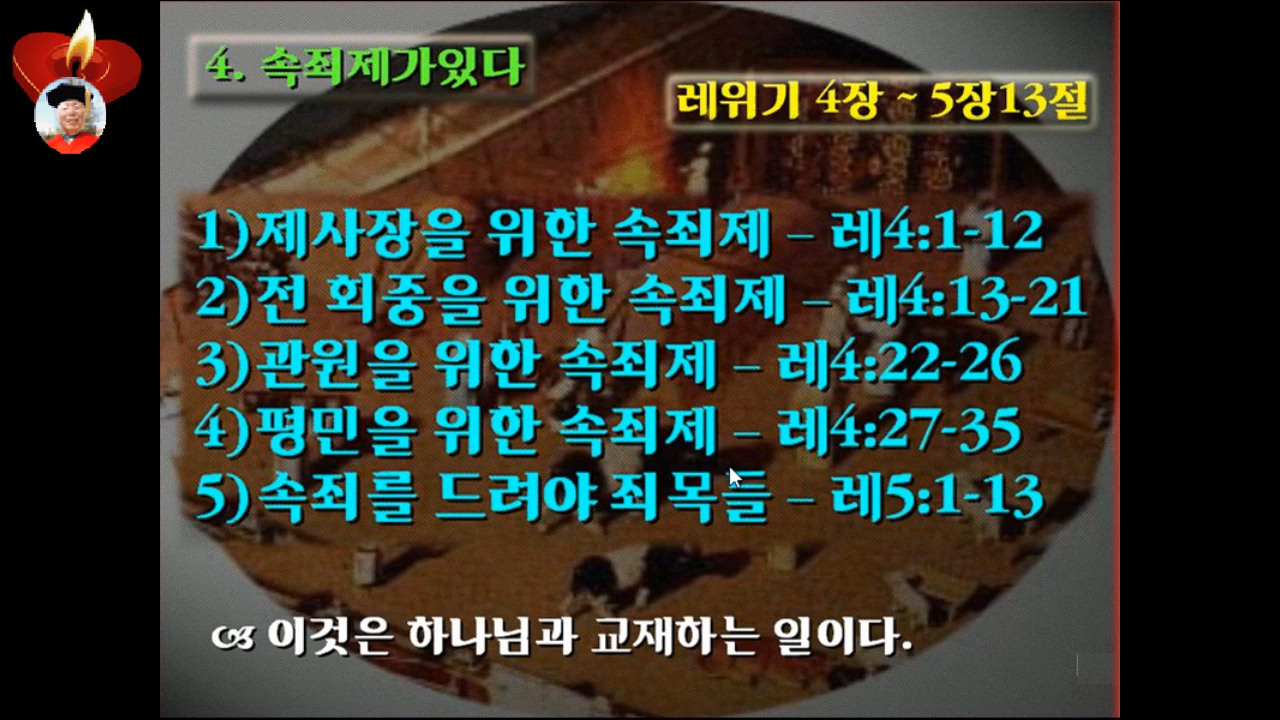 4. 속죄제가있다
레위기 4장 ~ 5장13절
1)제사장을 위한 속죄제 – 레4:1-12
2)전 회중을 위한 속죄제 – 레4:13-21
3)관원을 위한 속죄제 – 레4:22-26
4)평민을 위한 속죄제 – 레4:27-35
5)속죄를 드려야 죄목들 – 레5:1-13
이것은 하나님과 교재하는 일이다.